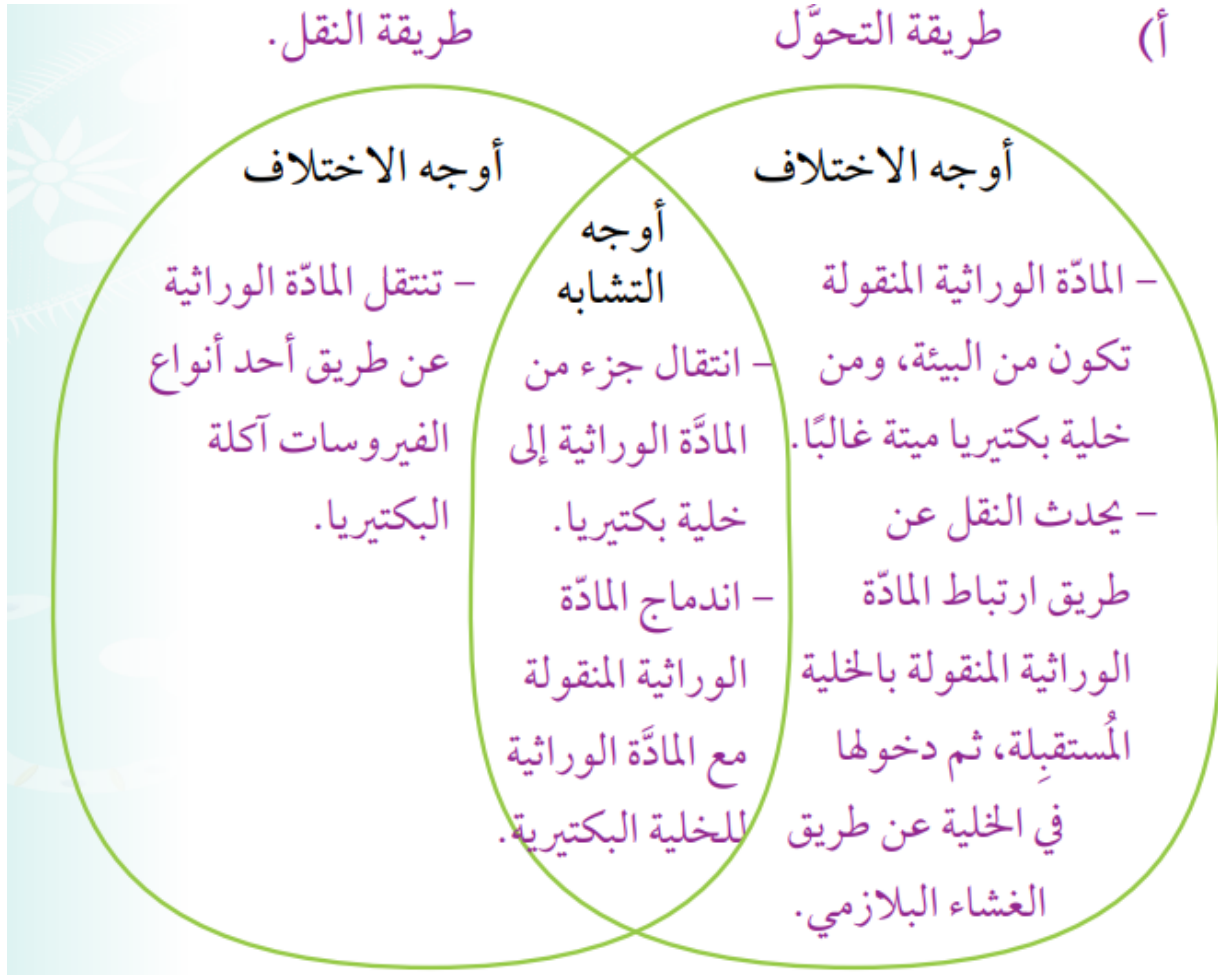 أ) طريقة التحوَّل طريقة النقل.
أوجه الاختلاف
– المادّة الوراثية المنقولة
تكون من البيئة، ومن
خلية بكتيريا ميتة غالبًا.
– يحدث النقل عن
طريق ارتباط المادّة
الوراثية المنقولة بالخلية
المُستقبِلة، ثم دخولها
في الخلية عن طريق
الغشاء البلازمي.
أوجه
التشابه
– انتقال جزء من
المادَّة الوراثية إلى
خلية بكتيريا.
– اندماج المادّة
الوراثية المنقولة
مع المادَّة الوراثية
للخلية البكتيرية.
أوجه الاختلاف
– تنتقل المادّة الوراثية
عن طريق أحد أنواع
الفيروسات آكلة
البكتيريا.